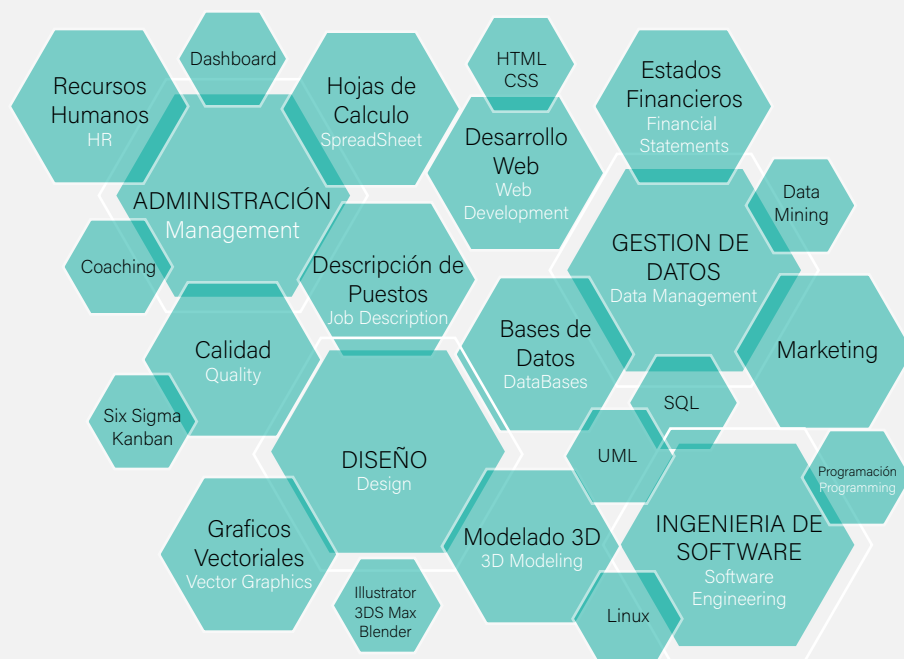 Recursos
Humanos
HR
Dashboard
Hojas de
Calculo
SpreadSheet
HTML
CSS
Estados
Financieros
Financial
Statements
Desarrollo
Web
Web
Development
ADMINISTRACIÓN
Management
Data
Mining
GESTION DE
DATOS
Data Management
Coaching
Descripción de
Puestos
Job Description
Bases de
Datos
DataBases
Marketing
Calidad
Quality
SQL
Six Sigma
Kanban
UML
DISEÑO
Design
Programación
Programming
Graficos
Vectoriales
Vector Graphics
Modelado 3D
3D Modeling
INGENIERIA DE
SOFTWARE
Software
Engineering
Illustrator
3DS Max
Blender
Linux